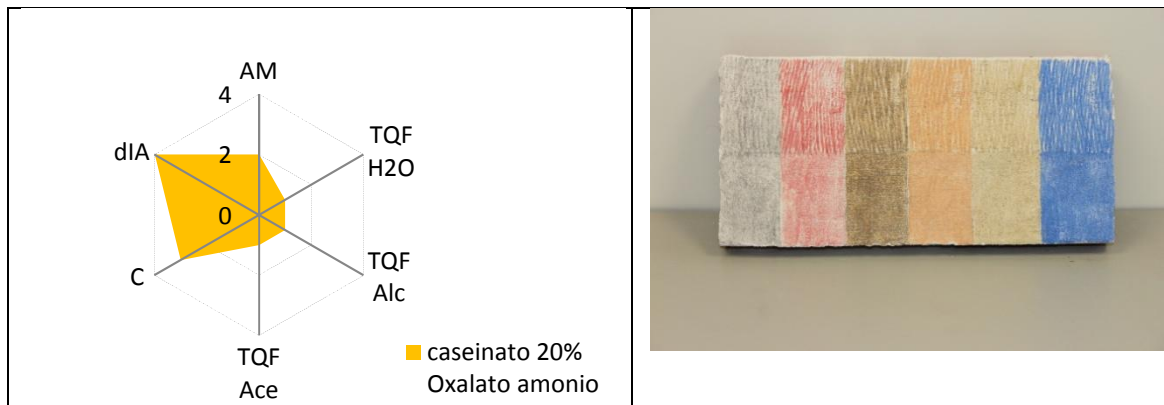 AM
4
TQF
H2O
dIA
2
0
C
TQF
Alc
TQF
Ace
caseinato 20%
Oxalato amonio